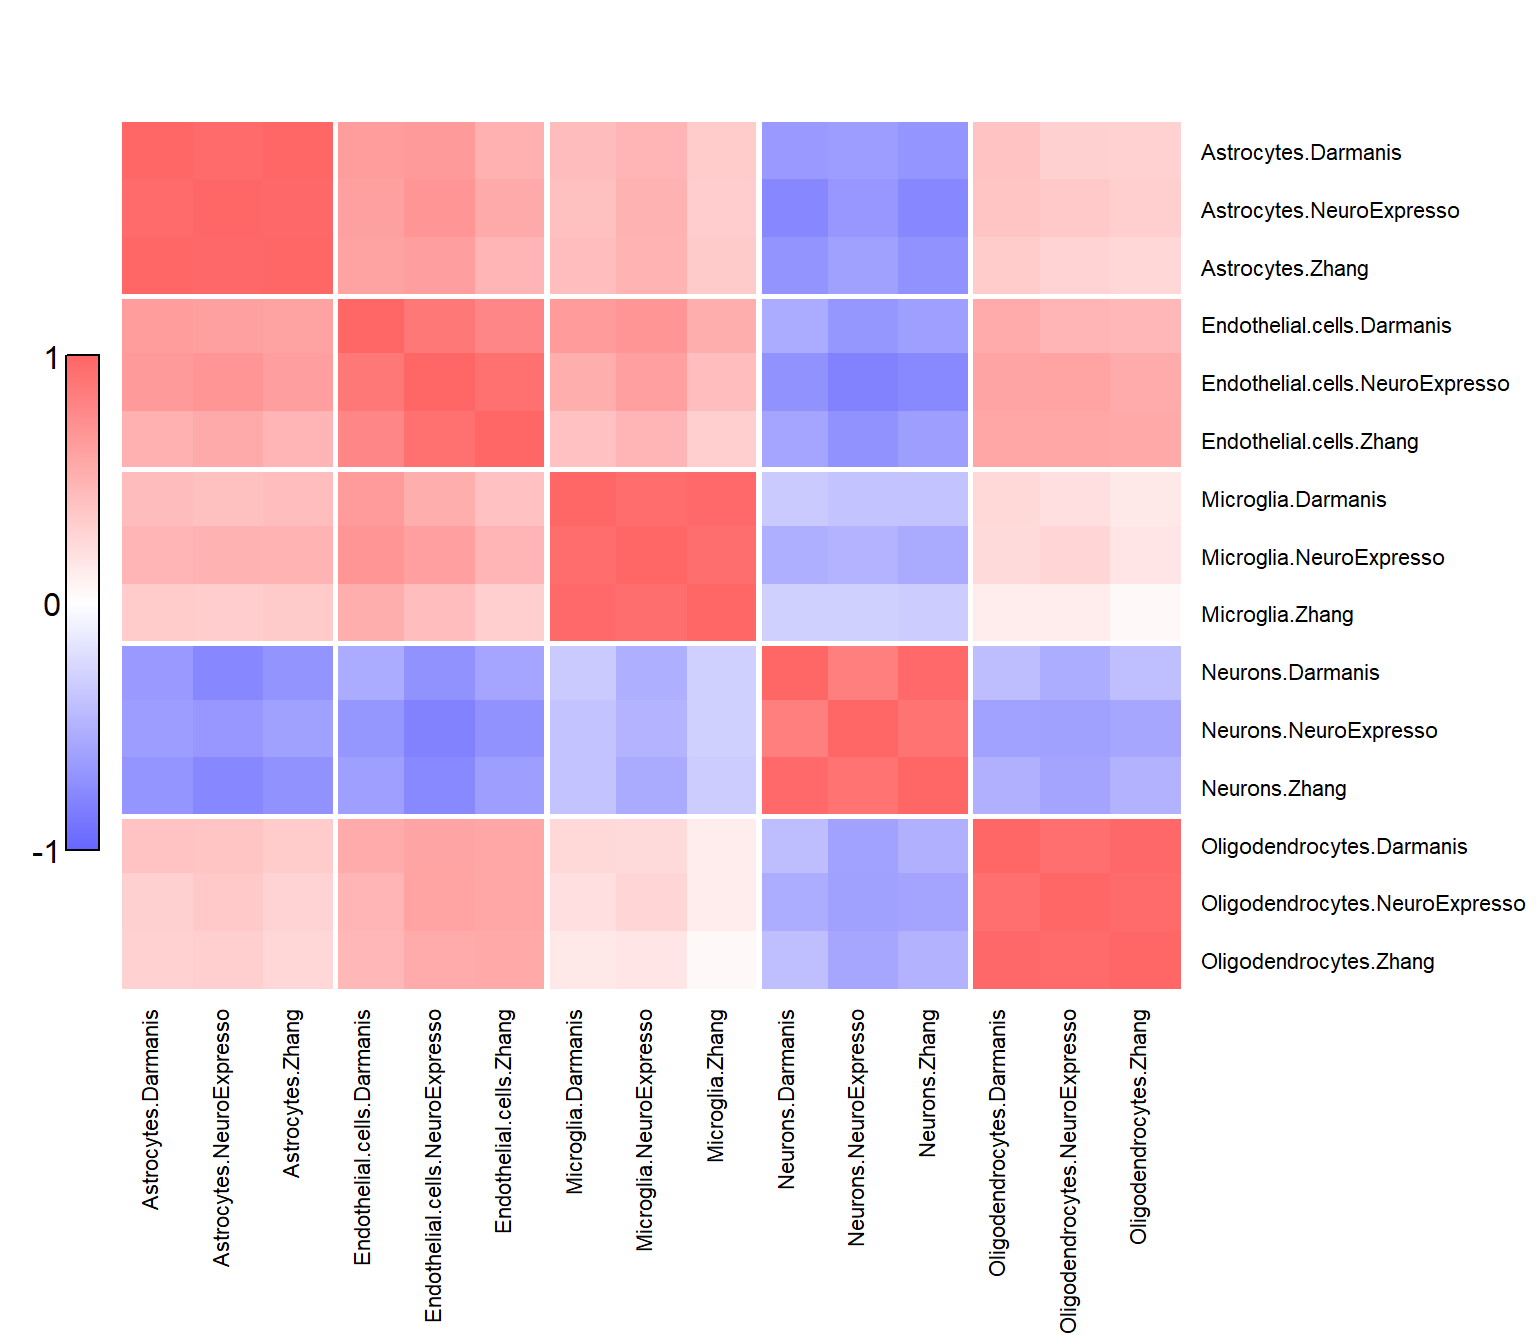 1
0
-1
Astrocytes.Darmanis
Astrocytes.NeuroExpresso
Astrocytes.Zhang
Endothelial.cells.Darmanis
Endothelial.cells.NeuroExpresso
Endothelial.cells.Zhang
Microglia.Darmanis
Microglia.NeuroExpresso
Microglia.Zhang
Neurons.Darmanis
Neurons.NeuroExpresso
Neurons.Zhang
Oligodendrocytes.Darmanis
Oligodendrocytes.NeuroExpresso
Oligodendrocytes.Zhang
Astrocytes.Darmanis
Astrocytes.NeuroExpresso
Astrocytes.Zhang
Endothelial.cells.Darmanis
Endothelial.cells.NeuroExpresso
Endothelial.cells.Zhang
Microglia.Darmanis
Microglia.NeuroExpresso
Microglia.Zhang
Neurons.Darmanis
Neurons.NeuroExpresso
Neurons.Zhang
Oligodendrocytes.Darmanis
Oligodendrocytes.NeuroExpresso
Oligodendrocytes.Zhang